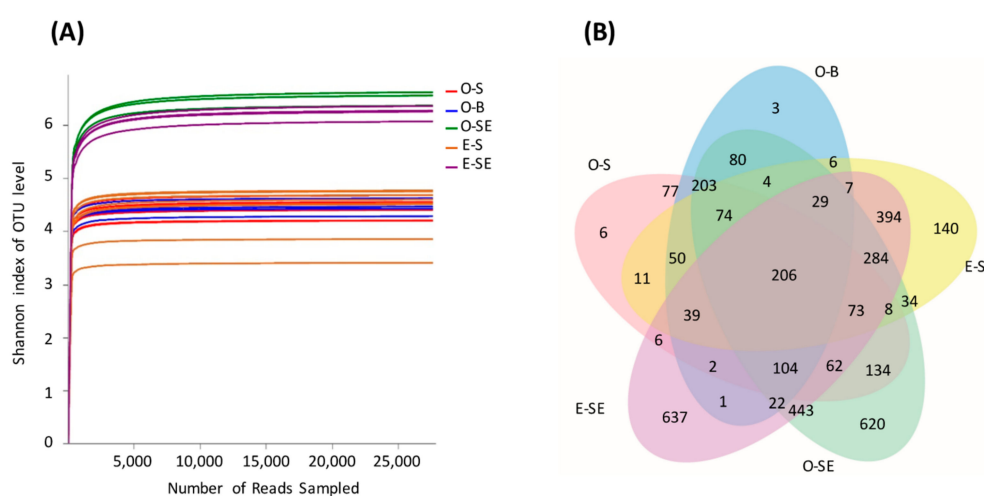 (A)
Shannon index of OTU level
6
5
4
3
2
1
0
5,000 10,000 15,000 20,000 25,000
Number of Reads Sampled
O-S
O-B
O-SE
E-S
E-SE
(B)
O-B
3
O-S
80
6
77 203 4 7
29
74 394
6 140
50 284
E-S
11 206
34
39 73 8
6
2 104 62 134
E-SE
1 22
637 443
620
O-SE